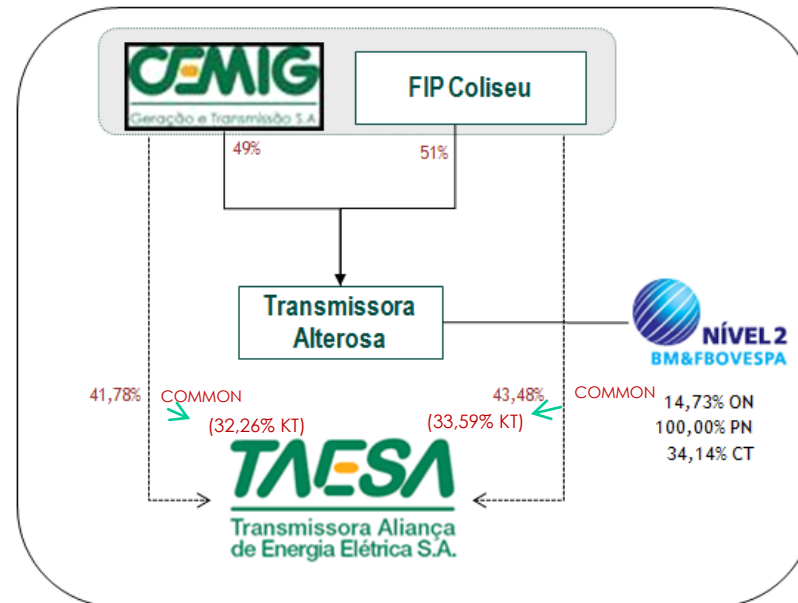 CEMIG
Geração e Transmissão S.A
FIP Coliseu
49%
51%
Transmissora
Alterosa
NÍVEL 2
BM&FBOVESPA
41,78%
COMMON
(32,26% KT)
43,48%
COMMON
(33,59% KT)
14,73% ON
100,00% PN
34,14% CT
TAESA
Transmissora Aliança
de Energia Elétrica S.A.